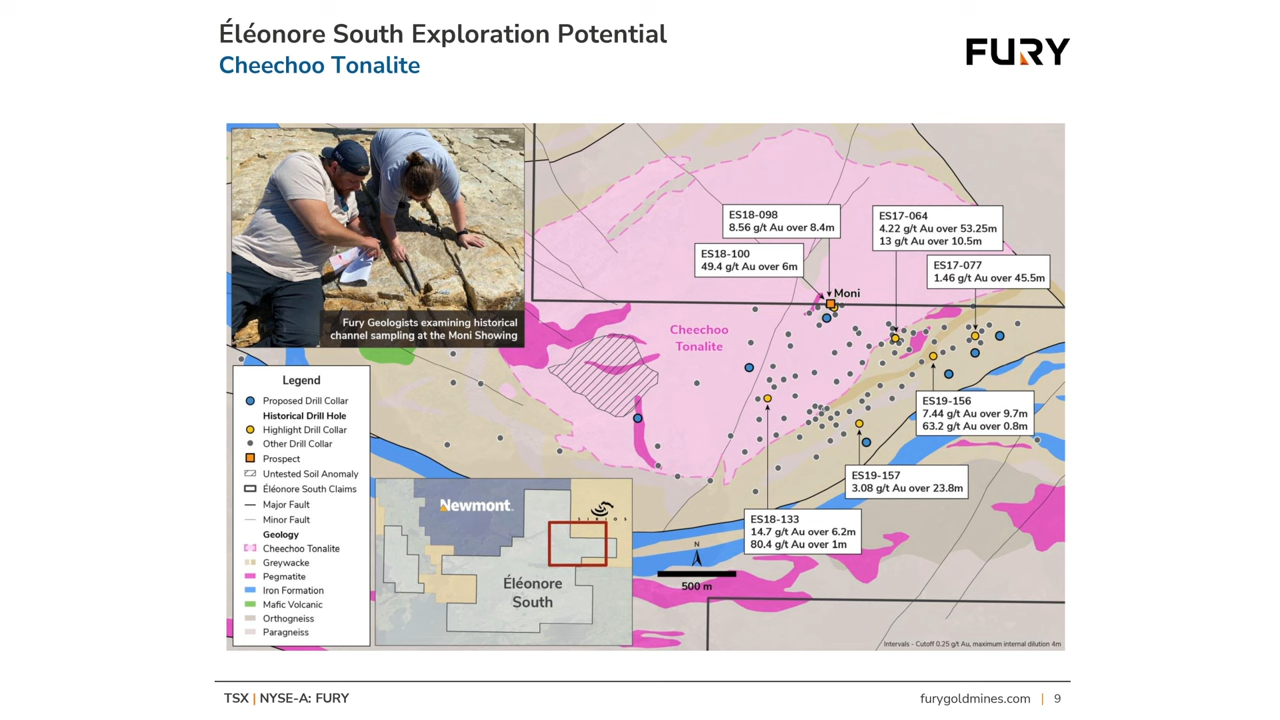 Éléonore South Exploration Potential
Cheechoo Tonalite
FURY
Fury Geologists examining historical
channel sampling at the Moni Showing
ES18-098
8.56 g/t Au over 8.4m
ES17-064
4.22 g/t Au over 53.25m
13 g/t Au over 10.5m
ES18-100
49.4 g/t Au over 6m
ES17-077
1.46 g/t Au over 45.5m
Moni
Cheechoo
Tonalite
Legend
Proposed Drill Collar
Historical Drill Hole
Highlight Drill Collar
Other Drill Collar
Prospect
Untested Soil Anomaly
Éléonore South Claims
Major Fault
Minor Fault
Geology
Cheechoo Tonalite
Greywacke
Pegmatite
Iron Formation
Mafic Volcanic
Orthogneiss
Paragneiss
ES19-156
7.44 g/t Au over 9.7m
63.2 g/t Au over 0.8m
ES19-157
3.08 g/t Au over 23.8m
ES18-133
14.7 g/t Au over 6.2m
80.4 g/t Au over 1m
Newmont
SIRIOS
Éléonore
South
N
500 m
Intervals - Cutoff 0.25 g/t Au, maximum internal dilution 4m
TSX | NYSE-A: FURY
furygoldmines.com | 9